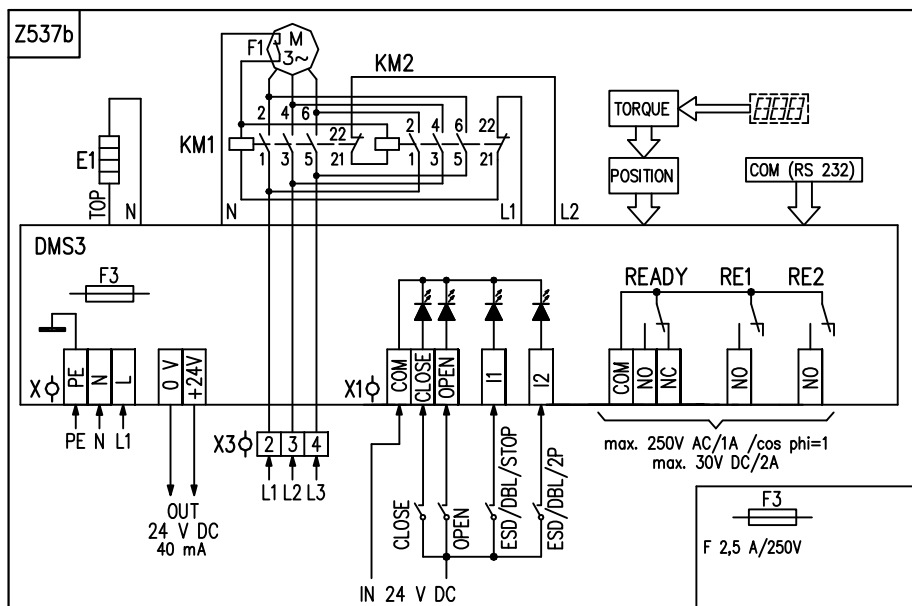 Z537b
M
3~
F1
KM2
2 4 6 22
2 4 6 22
KM1
1 3 5 21
1 3 5 21
E1
TOP
N
N
L1
L2
TORQUE
POSITION
COM (RS 232)
DMS3
F3
READY RE1 RE2
X
PE
N
L
0 V
+24V
X1
COM
CLOSE
OPEN
I1
I2
COM
NO
NC
NO
NO
PE N L1
X3
2 3 4
L1 L2 L3
OUT
24 V DC
40 mA
CLOSE
OPEN
ESD/DBL/STOP
ESD/DBL/2P
IN 24 V DC
max. 250V AC/1A /cos phi=1
max. 30V DC/2A
F3
F 2,5 A/250V